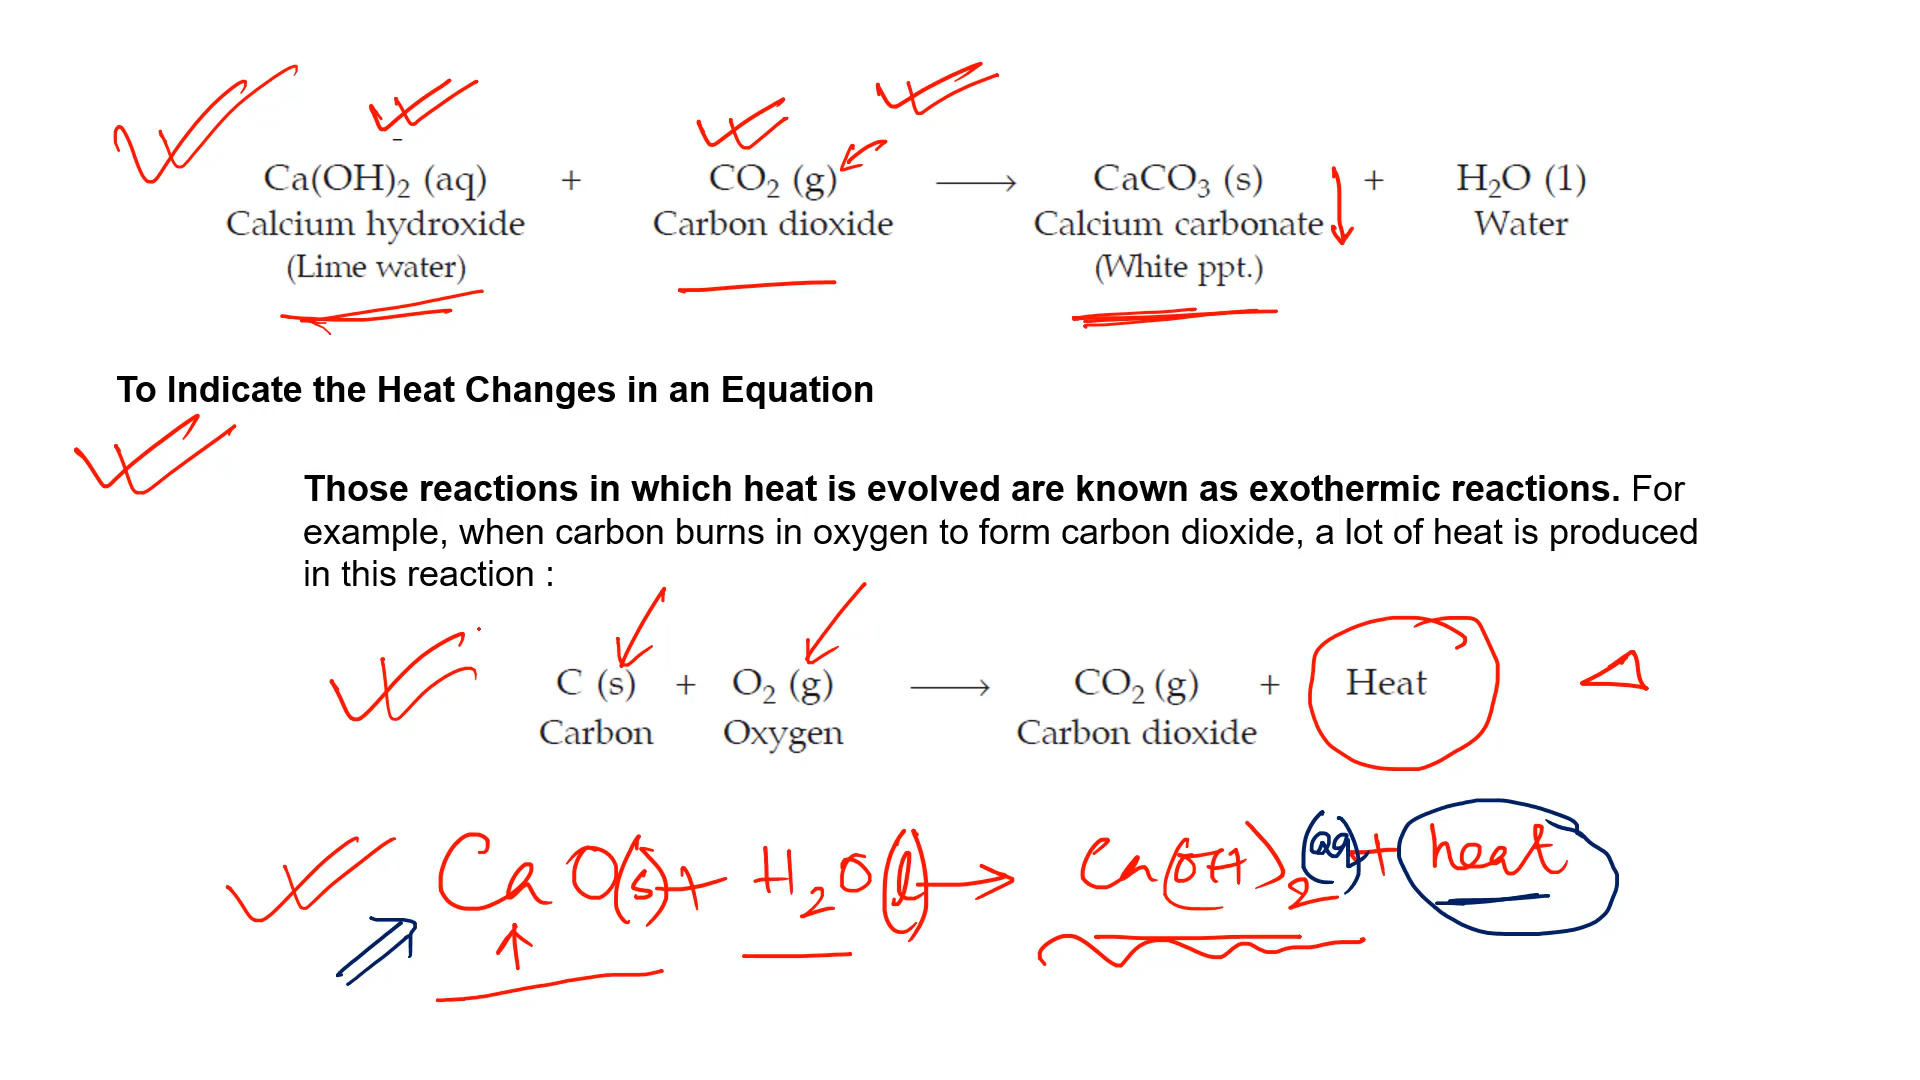 Ca(OH)₂ (aq) + CO₂ (g) ⟶ CaCO₃ (s) ↓ + H₂O (1)
Calcium hydroxide Carbon dioxide Calcium carbonate Water
(Lime water) (White ppt.)
To Indicate the Heat Changes in an Equation
Those reactions in which heat is evolved are known as exothermic reactions. For
example, when carbon burns in oxygen to form carbon dioxide, a lot of heat is produced
in this reaction :
C (s) + O₂ (g) ⟶ CO₂ (g) + Heat
Carbon Oxygen Carbon dioxide
CaO(s) + H₂O(l) → Ca(OH)₂(aq) + heat